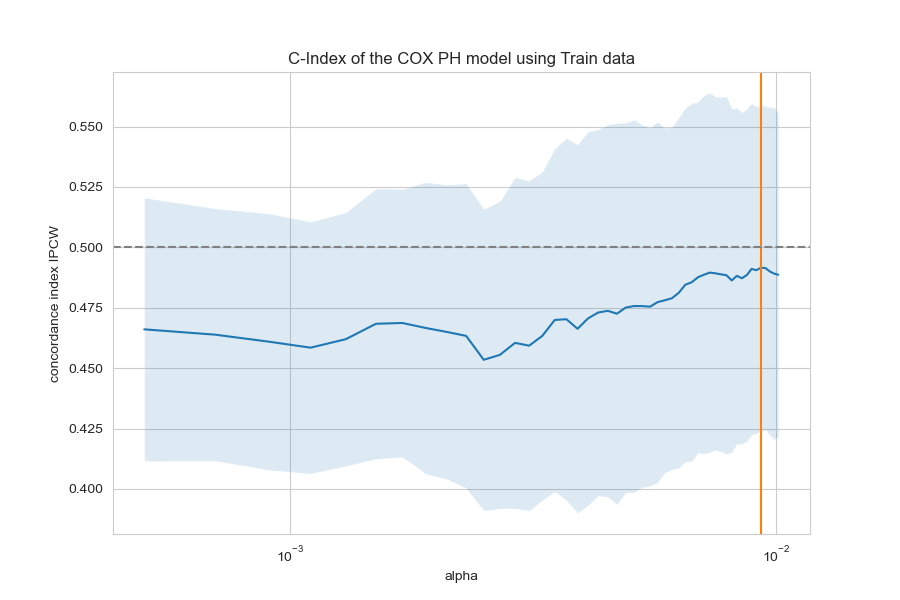 C-Index of the COX PH model using Train data
concordance index IPCW
0.550
0.525
0.500
0.475
0.450
0.425
0.400
10⁻³ 10⁻²
alpha